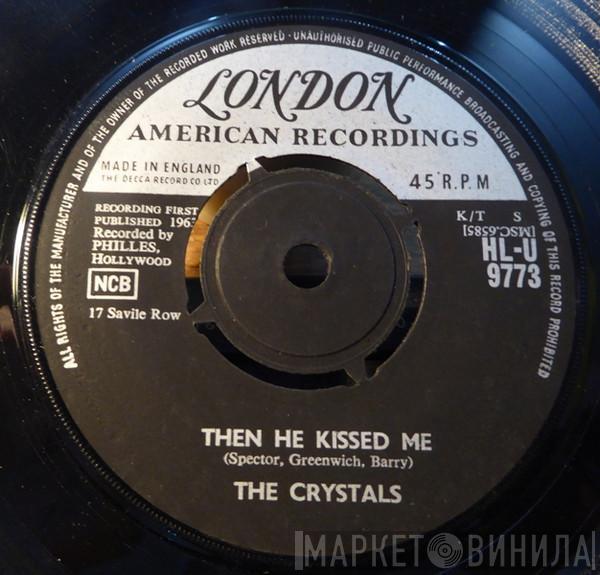 ALL RIGHTS OF THE MANUFACTURER AND OF THE OWNER OF THE RECORDED WORK RESERVED · UNAUTHORISED PUBLIC PERFORMANCE BROADCASTING AND COPYING OF THIS RECORD PROHIBITED
LONDON
AMERICAN RECORDINGS
MADE IN ENGLAND
THE DECCA RECORD CO LTD
45 R.P.M
RECORDING FIRST
PUBLISHED 1963
Recorded by
PHILLES,
HOLLYWOOD
NCB
17 Savile Row
K/T S
[MSC.6585]
HL-U
9773
THEN HE KISSED ME
(Spector, Greenwich, Barry)
THE CRYSTALS
МАРКЕТ ВИНИЛА